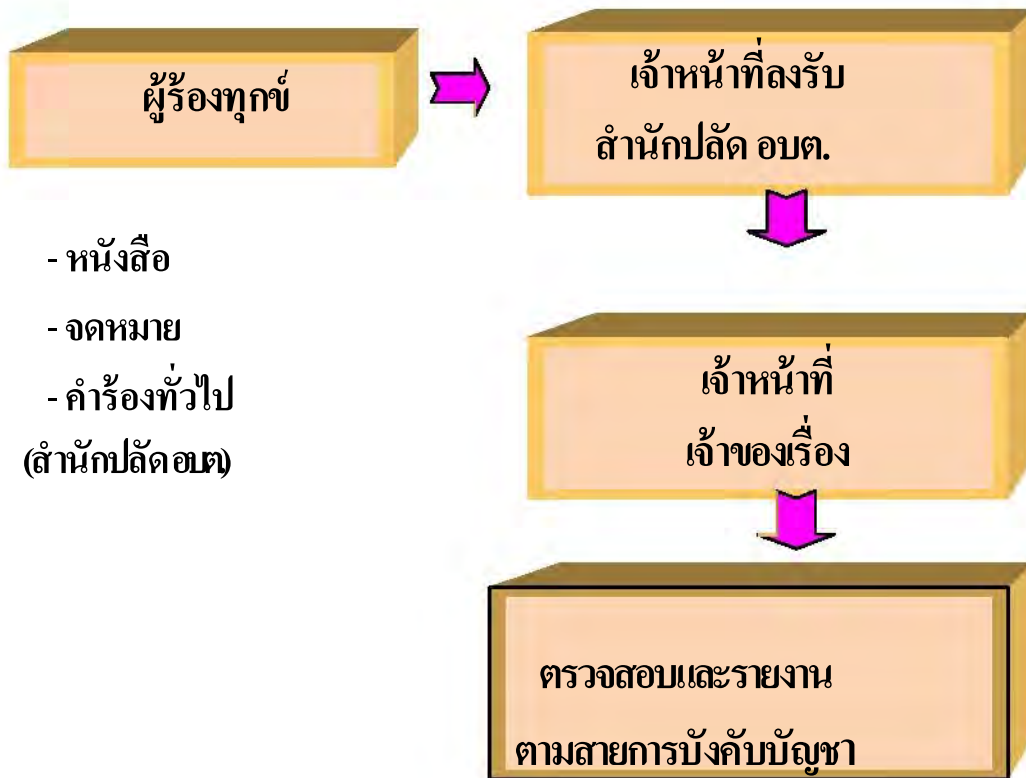 ผู้ร้องทุกข์
เจ้าหน้าที่ลงรับ
สำนักปลัด อบต.
- หนังสือ
- จดหมาย
- คำร้องทั่วไป
(สำนักปลัด อบต)
เจ้าหน้าที่
เจ้าของเรื่อง
ตรวจสอบและรายงาน
ตามสายการบังคับบัญชา